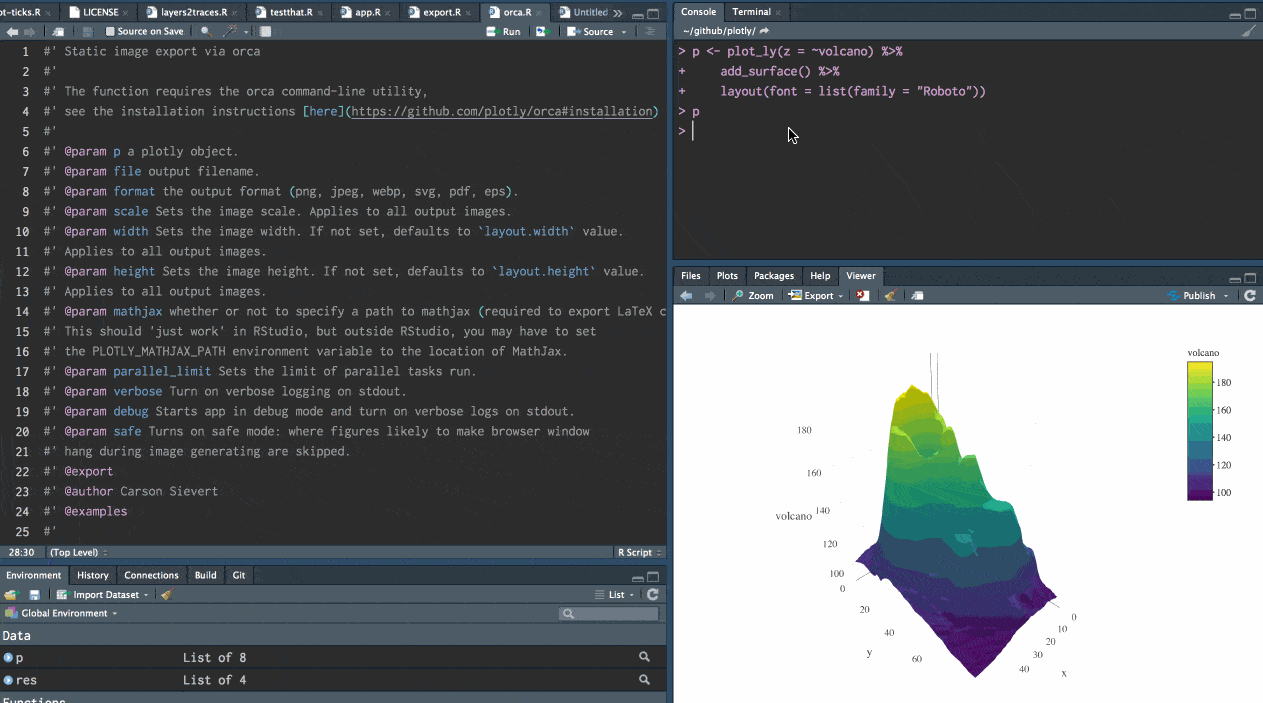 ot-ticks.R
LICENSE
layers2traces.R
testthat.R
app.R
export.R
orca.R
Untitled
Source on Save
Run
Source
1 #' Static image export via orca
2 #'
3 #' The function requires the orca command-line utility,
4 #' see the installation instructions [here](https://github.com/plotly/orca#installation)
5 #'
6 #' @param p a plotly object.
7 #' @param file output filename.
8 #' @param format the output format (png, jpeg, webp, svg, pdf, eps).
9 #' @param scale Sets the image scale. Applies to all output images.
10 #' @param width Sets the image width. If not set, defaults to `layout.width` value.
11 #' Applies to all output images.
12 #' @param height Sets the image height. If not set, defaults to `layout.height` value.
13 #' Applies to all output images.
14 #' @param mathjax whether or not to specify a path to mathjax (required to export LaTeX c
15 #' This should 'just work' in RStudio, but outside RStudio, you may have to set
16 #' the PLOTLY_MATHJAX_PATH environment variable to the location of MathJax.
17 #' @param parallel_limit Sets the limit of parallel tasks run.
18 #' @param verbose Turn on verbose logging on stdout.
19 #' @param debug Starts app in debug mode and turn on verbose logs on stdout.
20 #' @param safe Turns on safe mode: where figures likely to make browser window
21 #' hang during image generating are skipped.
22 #' @export
23 #' @author Carson Sievert
24 #' @examples
25 #'
28:30 (Top Level) R Script
Environment History Connections Build Git
Import Dataset List
Global Environment
Data
p List of 8
res List of 4
Functions
Console Terminal
~/github/plotly/
> p <- plot_ly(z = ~volcano) %>%
+ add_surface() %>%
+ layout(font = list(family = "Roboto"))
> p
>
Files Plots Packages Help Viewer
Zoom Export Publish
volcano
180
160
140
120
100
180
160
140
120
100
volcano
0
20
40
60
y
0
10
20
30
40
x